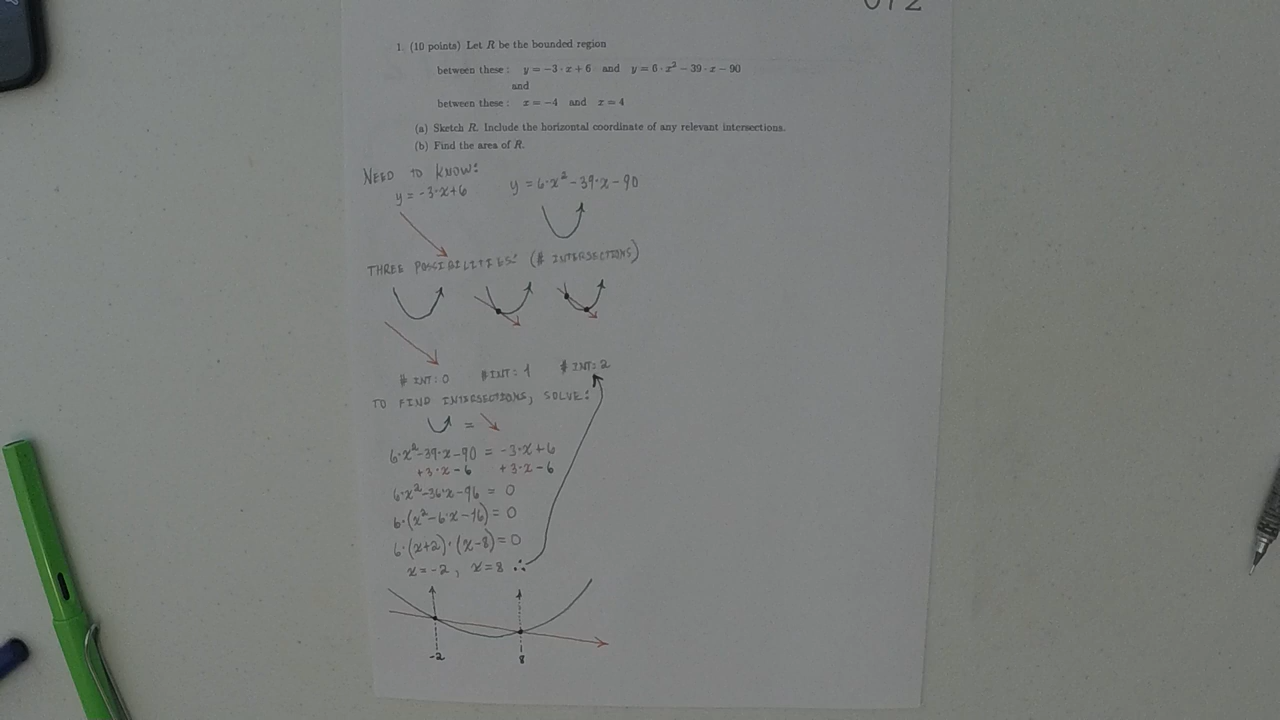 1. (10 points) Let R be the bounded region
between these : y = −3 · x + 6 and y = 6 · x² − 39 · x − 90
and
between these : x = −4 and x = 4
(a) Sketch R. Include the horizontal coordinate of any relevant intersections.
(b) Find the area of R.
NEED TO KNOW:
y = -3·x+6 y = 6·x²-39·x-90
THREE POSSIBILITIES: (# INTERSECTIONS)
# INT: 0 # INT: 1 # INT: 2
TO FIND INTERSECTIONS, SOLVE:
=
6·x²-39·x-90 = -3·x+6
+3·x-6 +3·x-6
6·x²-36·x-96 = 0
6·(x²-6·x-16) = 0
6·(x+2)·(x-8) = 0
x=-2, x=8 ∴
-2 8